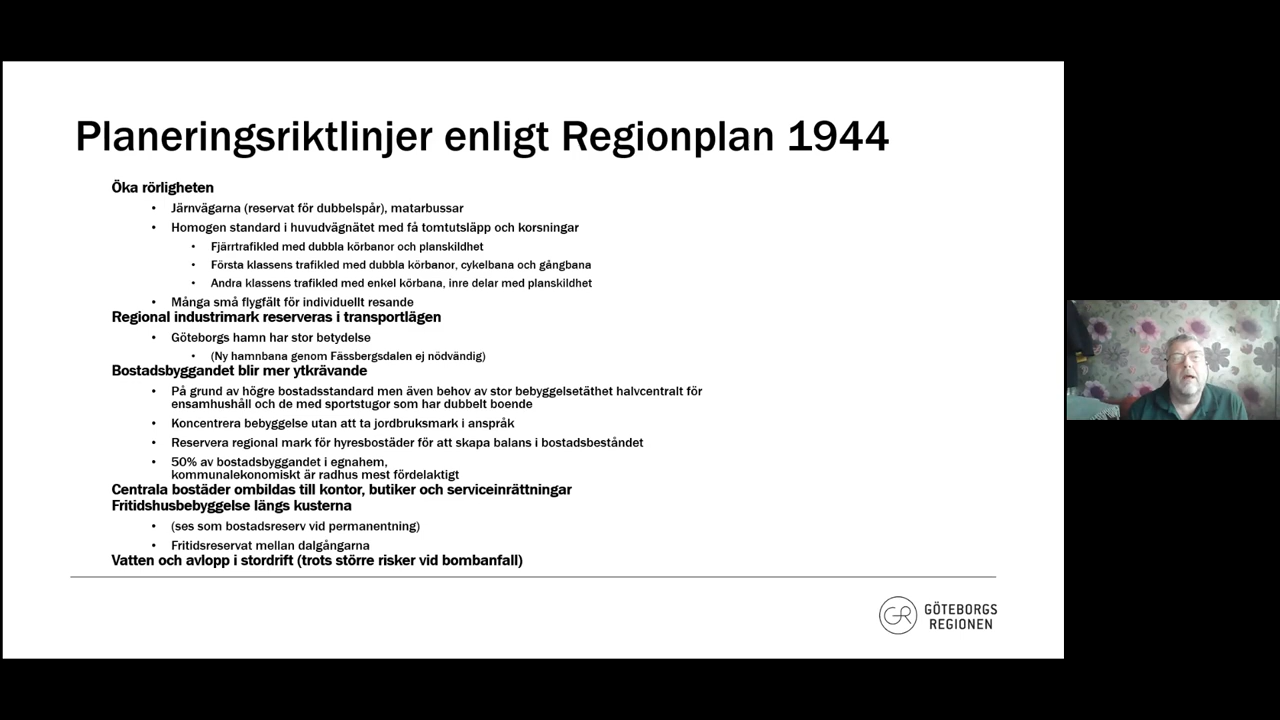 Planeringsriktlinjer enligt Regionplan 1944
Öka rörligheten
• Järnvägarna (reservat för dubbelspår), matarbussar
• Homogen standard i huvudvägnätet med få tomtutsläpp och korsningar
• Fjärrtrafikled med dubbla körbanor och planskildhet
• Första klassens trafikled med dubbla körbanor, cykelbana och gångbana
• Andra klassens trafikled med enkel körbana, inre delar med planskildhet
• Många små flygfält för individuellt resande
Regional industrimark reserveras i transportlägen
• Göteborgs hamn har stor betydelse
• (Ny hamnbana genom Fässbergsdalen ej nödvändig)
Bostadsbyggandet blir mer ytkrävande
• På grund av högre bostadsstandard men även behov av stor bebyggelsetäthet halvcentralt för
ensamhushåll och de med sportstugor som har dubbelt boende
• Koncentrera bebyggelse utan att ta jordbruksmark i anspråk
• Reservera regional mark för hyresbostäder för att skapa balans i bostadsbeståndet
• 50% av bostadsbyggandet i egnahem,
kommunalekonomiskt är radhus mest fördelaktigt
Centrala bostäder ombildas till kontor, butiker och serviceinrättningar
Fritidshusbebyggelse längs kusterna
• (ses som bostadsreserv vid permanentning)
• Fritidsreservat mellan dalgångarna
Vatten och avlopp i stordrift (trots större risker vid bombanfall)
GR GÖTEBORGS
REGIONEN